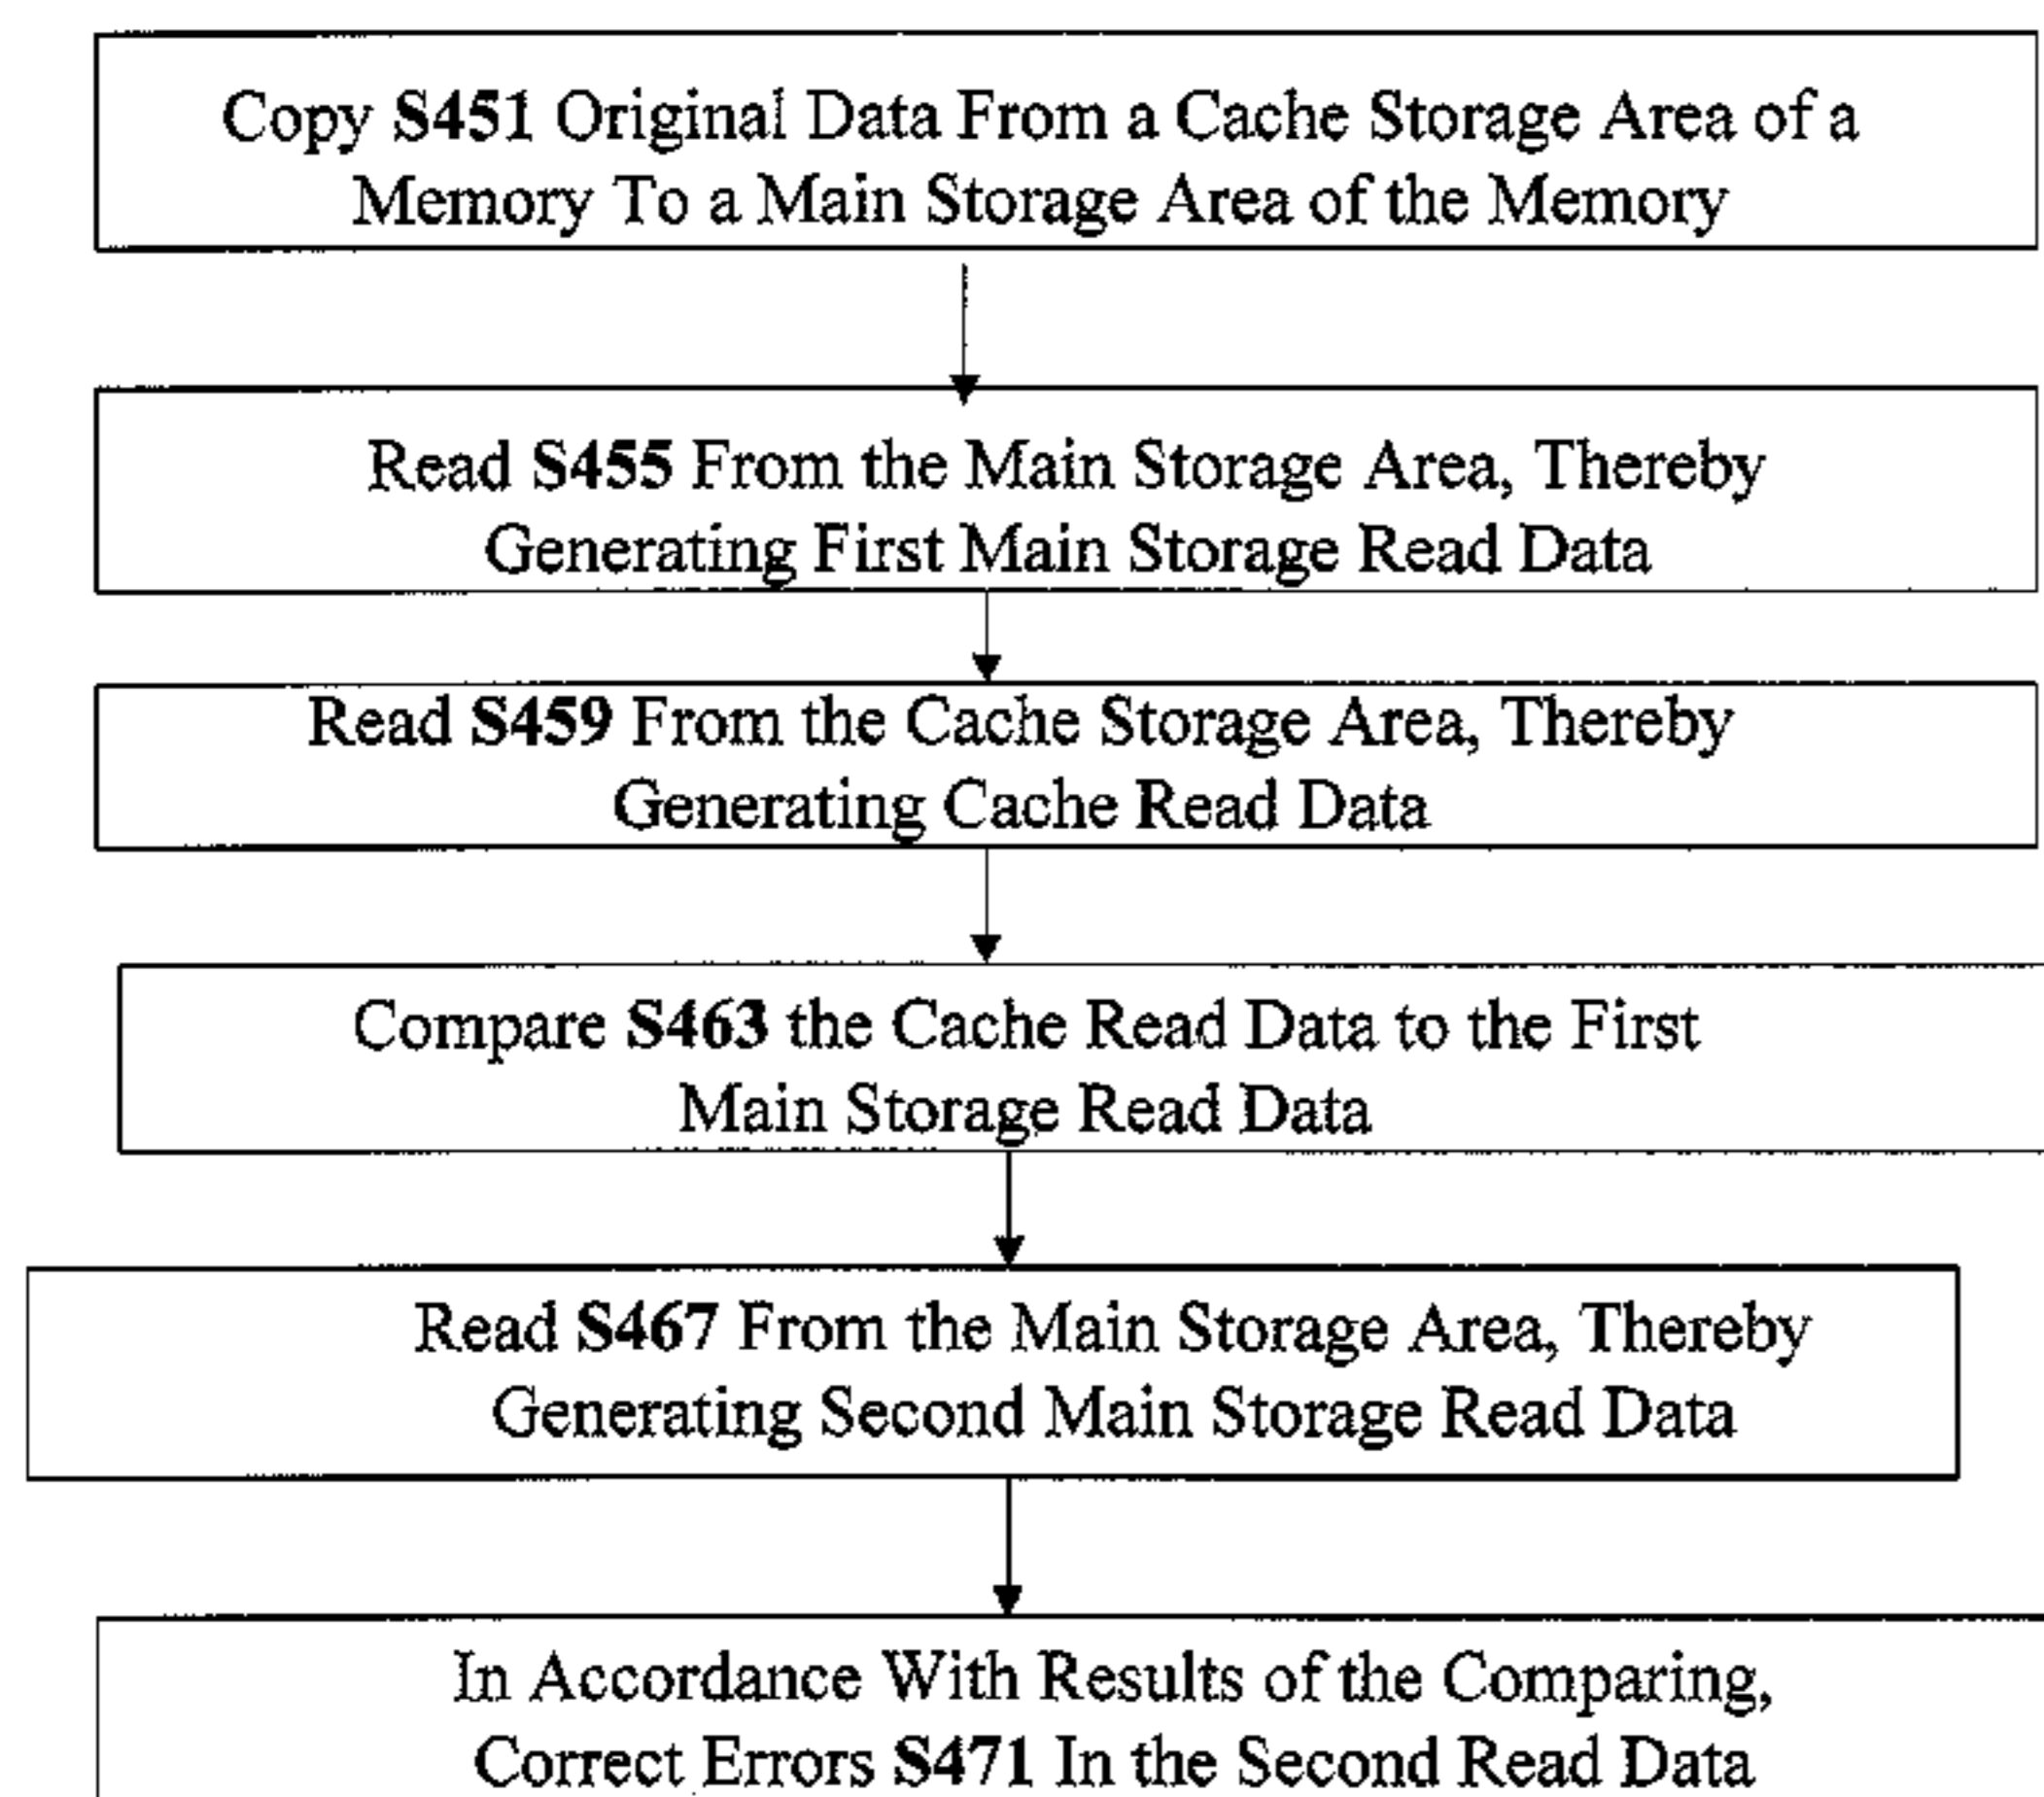 Copy S451 Original Data From a Cache Storage Area of a
Memory To a Main Storage Area of the Memory
Read S455 From the Main Storage Area, Thereby
Generating First Main Storage Read Data
Read S459 From the Cache Storage Area, Thereby
Generating Cache Read Data
Compare S463 the Cache Read Data to the First
Main Storage Read Data
Read S467 From the Main Storage Area, Thereby
Generating Second Main Storage Read Data
In Accordance With Results of the Comparing,
Correct Errors S471 In the Second Read Data